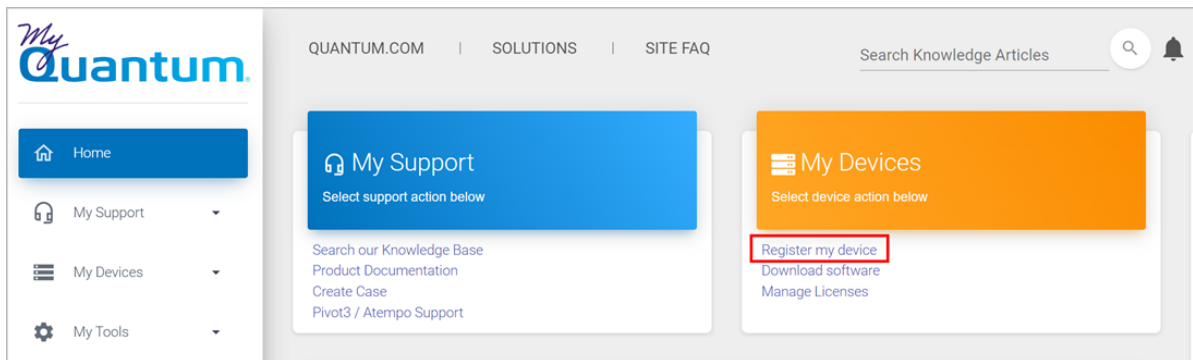 My
Quantum.
QUANTUM.COM | SOLUTIONS | SITE FAQ
Search Knowledge Articles
Home
My Support
My Devices
My Tools
My Support
Select support action below
Search our Knowledge Base
Product Documentation
Create Case
Pivot3 / Atempo Support
My Devices
Select device action below
Register my device
Download software
Manage Licenses